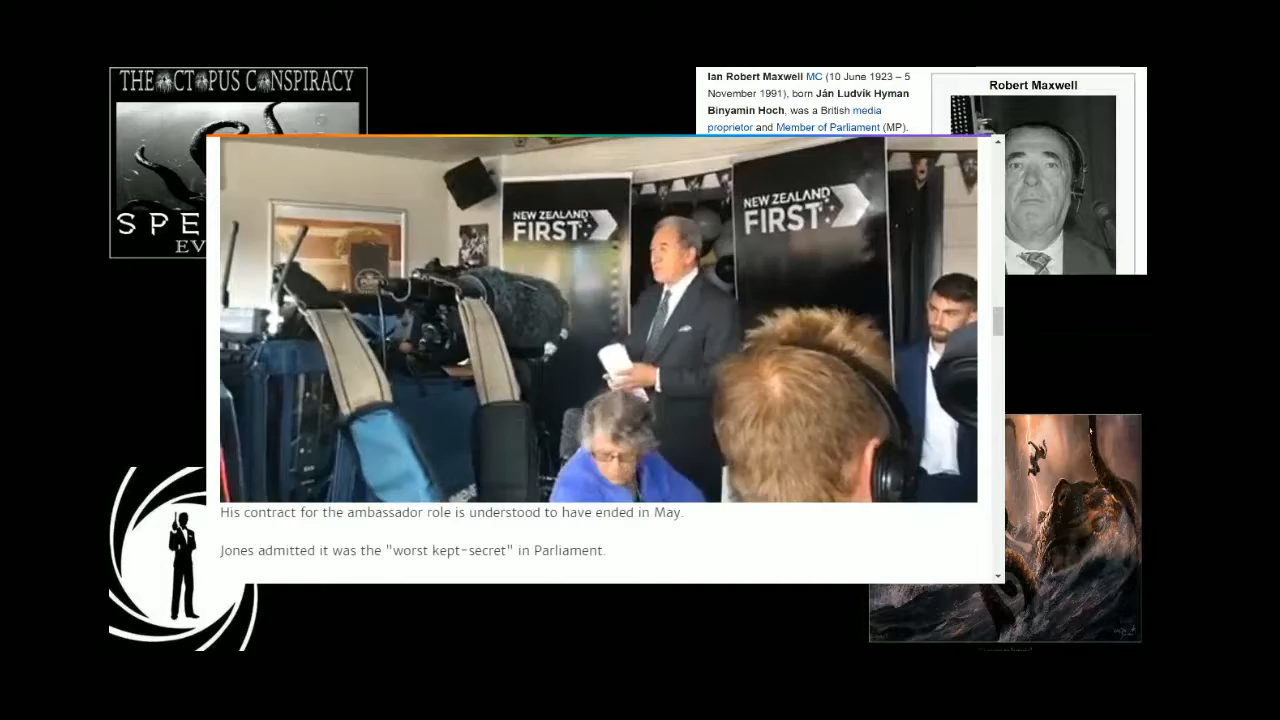 THE OCTOPUS CONSPIRACY
SPE
EV
Ian Robert Maxwell MC (10 June 1923 – 5
November 1991), born Ján Ludvík Hyman
Binyamin Hoch, was a British media
proprietor and Member of Parliament (MP).
Robert Maxwell
NEW ZEALAND
FIRST
NEW ZEALAND
FIRST
His contract for the ambassador role is understood to have ended in May.
Jones admitted it was the "worst kept-secret" in Parliament.